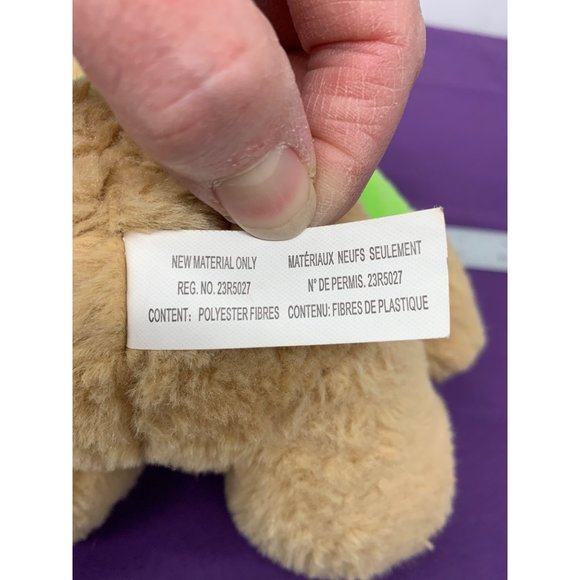 NEW MATERIAL ONLY
REG. NO. 23R5027
CONTENT: POLYESTER FIBRES
MATÉRIAUX NEUFS SEULEMENT
N° DE PERMIS. 23R5027
CONTENU: FIBRES DE PLASTIQUE